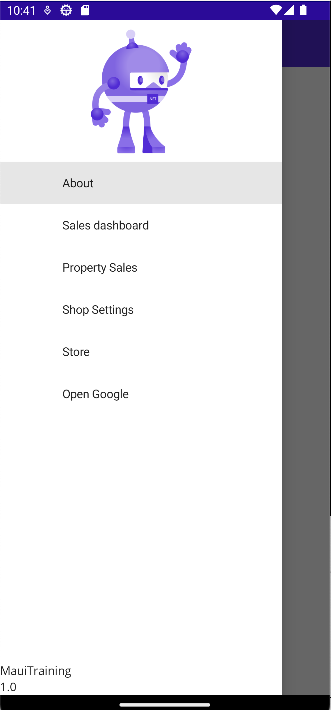 10:41
About
Sales dashboard
Property Sales
Shop Settings
Store
Open Google
MauiTraining
1.0